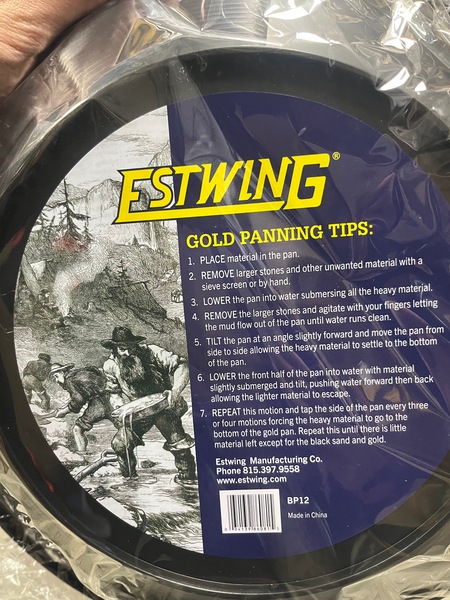 ESTWING®
GOLD PANNING TIPS:
1. PLACE material in the pan.
2. REMOVE larger stones and other unwanted material with a
sieve screen or by hand.
3. LOWER the pan into water submersing all the heavy material.
4. REMOVE the larger stones and agitate with your fingers letting
the mud flow out of the pan until water runs clean.
5. TILT the pan at an angle slightly forward and move the pan from
side to side allowing the heavy material to settle to the bottom
of the pan.
6. LOWER the front half of the pan into water with material
slightly submerged and tilt, pushing water forward then back
allowing the lighter material to escape.
7. REPEAT this motion and tap the side of the pan every three
or four motions forcing the heavy material to go to the
bottom of the gold pan. Repeat this until there is little
material left except for the black sand and gold.
Estwing Manufacturing Co.
Phone 815.397.9558
www.estwing.com
BP12
Made in China